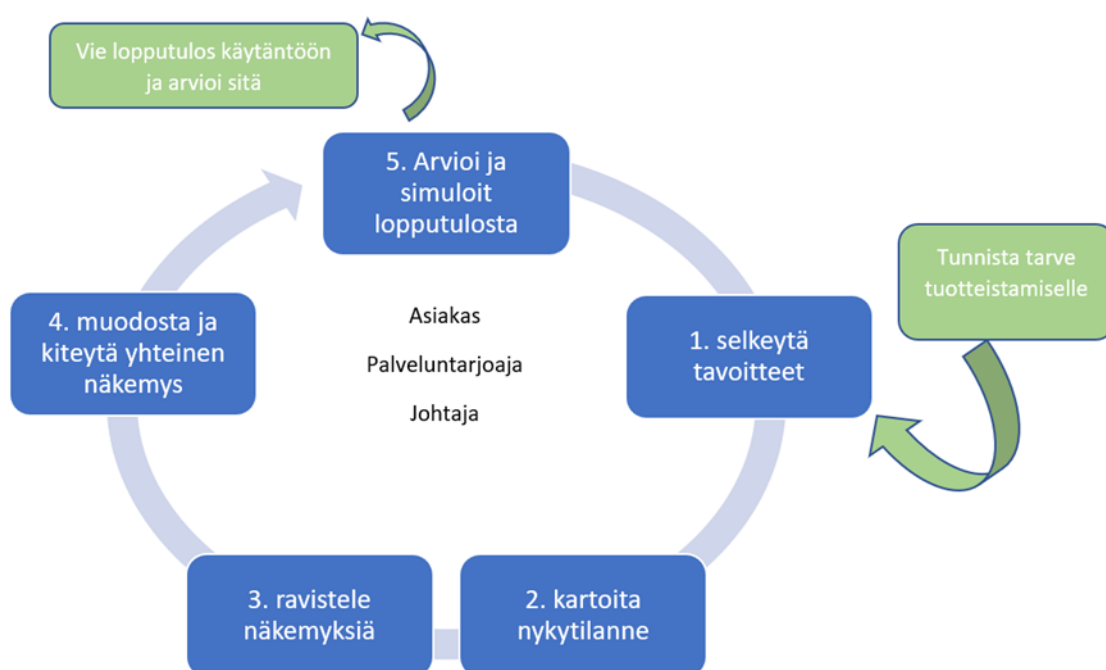 Vie lopputulos käytäntöön
ja arvioi sitä
5. Arvioi ja
simuloit
lopputulosta
Tunnista tarve
tuotteistamiselle
4. muodosta ja
kiteytä yhteinen
näkemys
Asiakas
Palveluntarjoaja
Johtaja
1. selkeytä
tavoitteet
3. ravistele
näkemyksiä
2. kartoita
nykytilanne